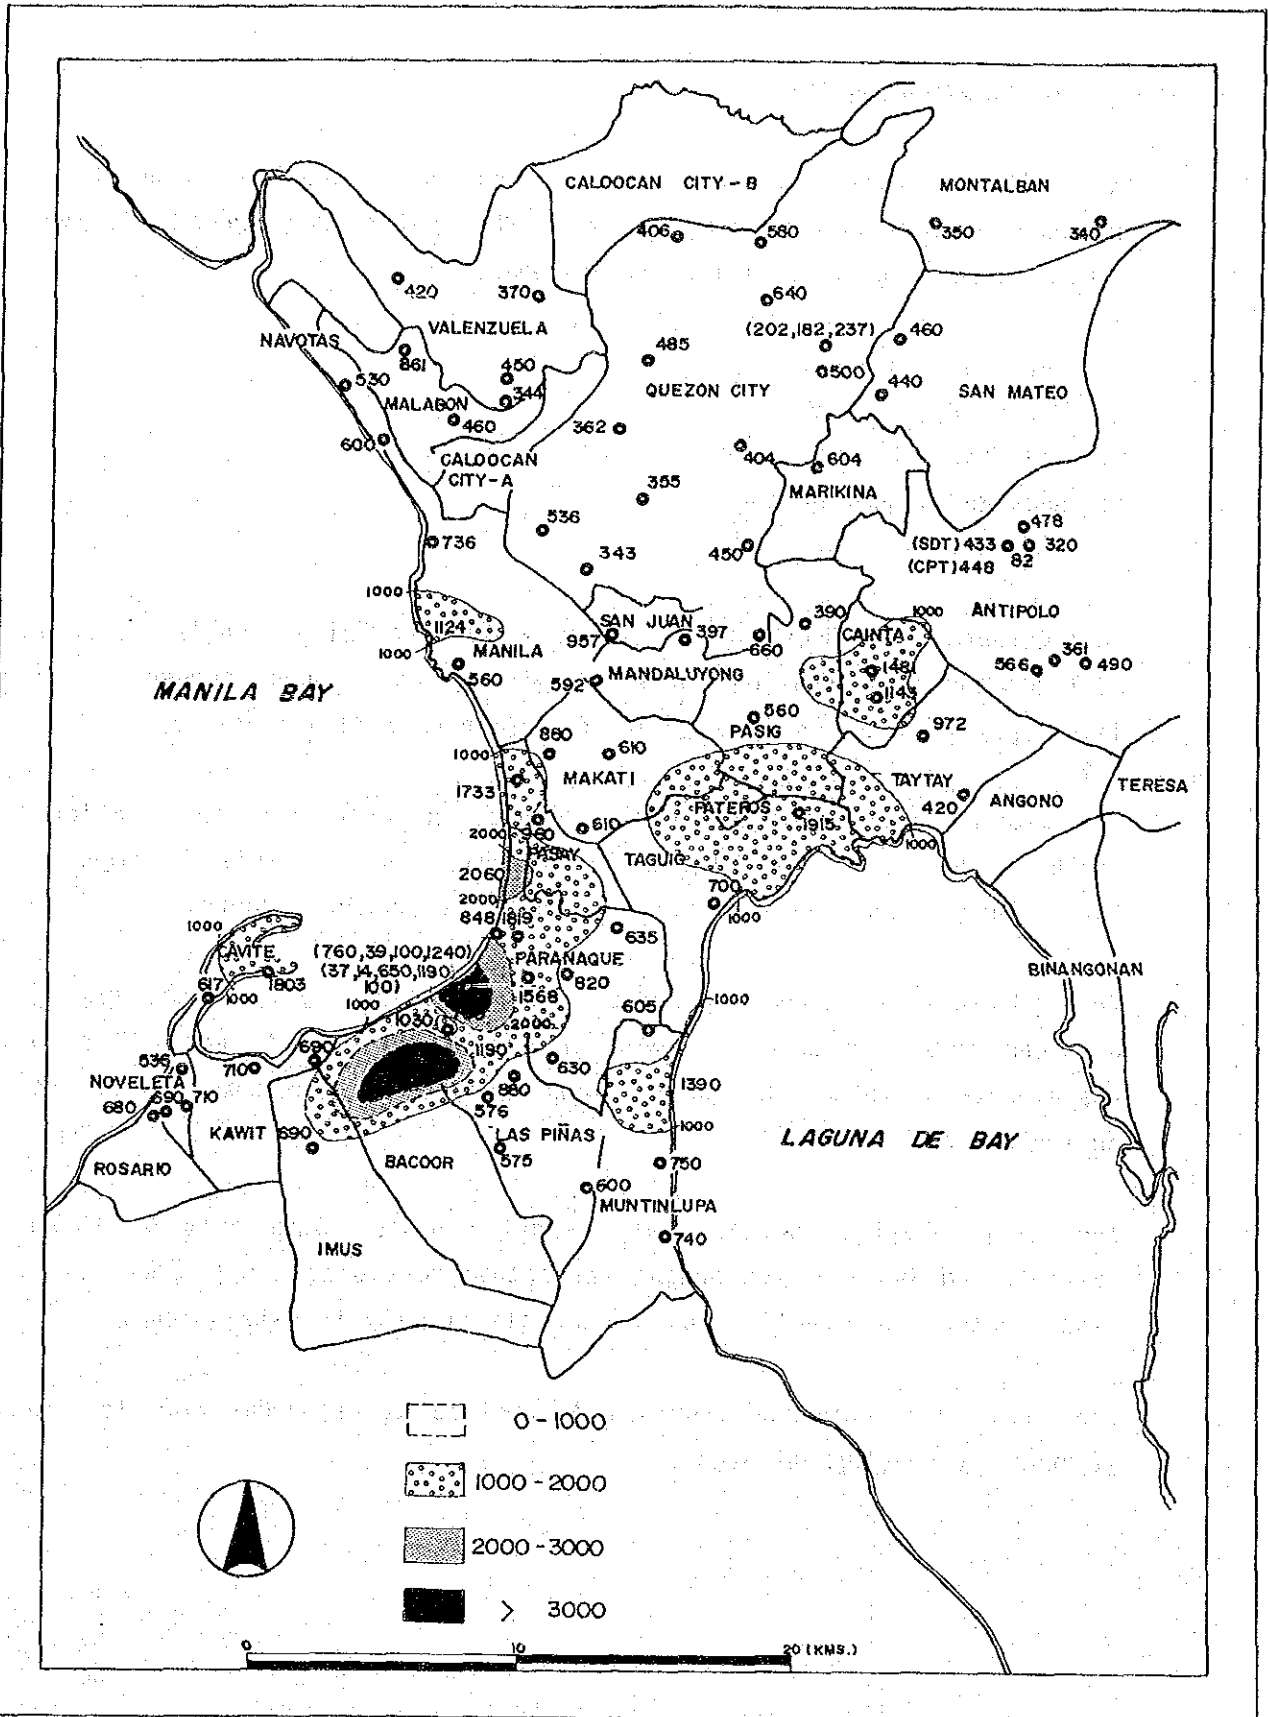 CALOOCAN CITY-B
MONTALBAN
406
580
350
340
420
370
640
VALENZUELA
NAVOTAS
(202,182,237)
460
861
485
450
500
530
344
QUEZON CITY
440
SAN MATEO
MALABON
460
362
600
404
604
CALOOCAN
CITY-A
MARIKINA
355
536
478
736
343
450
(SDT) 433
320
(CPT) 448
82
1000
1124
SAN JUAN
390
1000
ANTIPOLO
957
397
CAINTA
660
1000
MANILA
560
1481
566
361
490
592
MANDALUYONG
MANILA BAY
1143
560
PASIG
972
880
610
1000
MAKATI
TAYTAY
TERESA
1733
420
ANGONO
PATEROS
1915
2000
960
610
1000
PASAY
TAGUIG
2060
700
2000
1000
848
1819
1000
635
CAVITE
(760,39,100,1240)
PARAÑAQUE
(37,14,650,1190
100)
BINANGONAN
617
1000
1803
1000
1568
820
1000
1030
2000
605
690
1190
536
710
630
1390
NOVELETA
880
680
690
710
576
1000
KAWIT
690
LAS PIÑAS
LAGUNA DE BAY
ROSARIO
BACOOR
575
750
600
MUNTINLUPA
740
IMUS
0-1000
1000-2000
2000-3000
> 3000
0
10
20 (KMS.)